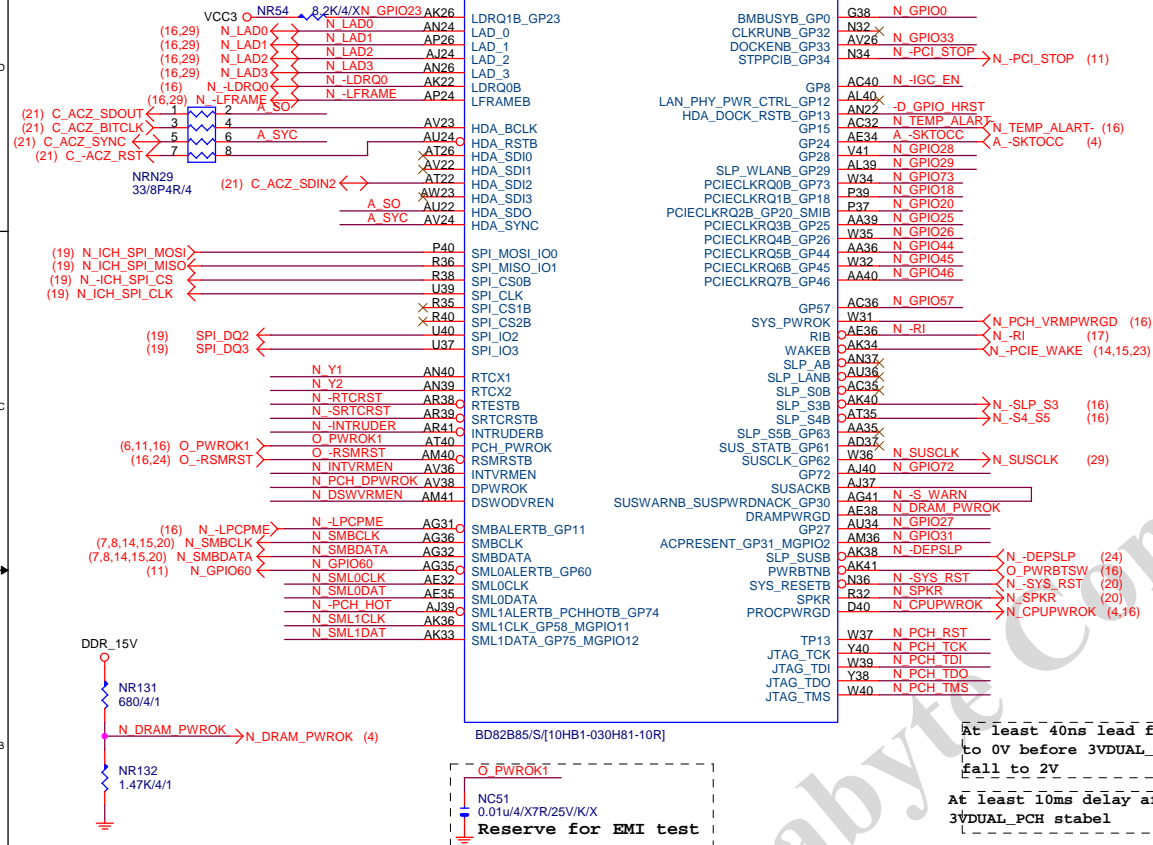 VCC3 NR54 8.2K/4/X N_GPIO23 AK26 LDRQ1B_GP23
(16,29) N_LAD0 N_LAD0 AN24 LAD_0
(16,29) N_LAD1 N_LAD1 AP26 LAD_1
(16,29) N_LAD2 N_LAD2 AJ24 LAD_2
(16,29) N_LAD3 N_LAD3 AN26 LAD_3
(16) N_-LDRQ0 N_-LDRQ0 AK22 LDRQ0B
(16,29) N_-LFRAME N_-LFRAME AP24 LFRAMEB
(21) C_ACZ_SDOUT 1 2 A_SO
(21) C_ACZ_BITCLK 3 4 AV23 HDA_BCLK
(21) C_ACZ_SYNC 5 6 A_SYC AU24 HDA_RSTB
(21) C_-ACZ_RST 7 8 AT26 HDA_SDI0
AV22 HDA_SDI1
NRN29
33/8P4R/4
(21) C_ACZ_SDIN2 AT22 HDA_SDI2
AW23 HDA_SDI3
A_SO AU22 HDA_SDO
A_SYC AV24 HDA_SYNC
(19) N_ICH_SPI_MOSI P40 SPI_MOSI_IO0
(19) N_ICH_SPI_MISO R36 SPI_MISO_IO1
(19) N_-ICH_SPI_CS R38 SPI_CS0B
(19) N_ICH_SPI_CLK U39 SPI_CLK
R35 SPI_CS1B
R40 SPI_CS2B
(19) SPI_DQ2 U40 SPI_IO2
(19) SPI_DQ3 U37 SPI_IO3
N_Y1 AN40 RTCX1
N_Y2 AN39 RTCX2
N_-RTCRST AR38 RTESTB
N_-SRTCRST AR39 SRTCRSTB
N_-INTRUDER AR41 INTRUDERB
(6,11,16) O_PWROK1 O_PWROK1 AT40 PCH_PWROK
(16,24) O_-RSMRST O_-RSMRST AM40 RSMRSTB
N_INTVRMEN AV36 INTVRMEN
N_PCH_DPWROK AV38 DPWROK
N_DSWVRMEN AM41 DSWODVREN
(16) N_-LPCPME N_-LPCPME AG31 SMBALERTB_GP11
(7,8,14,15,20) N_SMBCLK N_SMBCLK AG36 SMBCLK
(7,8,14,15,20) N_SMBDATA N_SMBDATA AG32 SMBDATA
(11) N_GPIO60 N_GPIO60 AG35 SML0ALERTB_GP60
N_SML0CLK AE32 SML0CLK
N_SML0DAT AE35 SML0DATA
N_-PCH_HOT AJ39 SML1ALERTB_PCHHOTB_GP74
N_SML1CLK AK36 SML1CLK_GP58_MGPIO11
N_SML1DAT AK33 SML1DATA_GP75_MGPIO12
BMBUSYB_GP0 G38 N_GPIO0
CLKRUNB_GP32 N32
DOCKENB_GP33 AV26 N_GPIO33
STPPCIB_GP34 N34 N_-PCI_STOP N_-PCI_STOP (11)
GP8 AC40 N_-IGC_EN
LAN_PHY_PWR_CTRL_GP12 AL40
HDA_DOCK_RSTB_GP13 AN22 -D_GPIO_HRST
GP15 AC32 N_TEMP_ALART- N_TEMP_ALART- (16)
GP24 AE34 A_-SKTOCC A_-SKTOCC (4)
GP28 V41 N_GPIO28
SLP_WLANB_GP29 AL39 N_GPIO29
PCIECLKRQ0B_GP73 W34 N_GPIO73
PCIECLKRQ1B_GP18 P39 N_GPIO18
PCIECLKRQ2B_GP20_SMIB P37 N_GPIO20
PCIECLKRQ3B_GP25 AA39 N_GPIO25
PCIECLKRQ4B_GP26 W35 N_GPIO26
PCIECLKRQ5B_GP44 AA36 N_GPIO44
PCIECLKRQ6B_GP45 W32 N_GPIO45
PCIECLKRQ7B_GP46 AA40 N_GPIO46
GP57 AC36 N_GPIO57
SYS_PWROK W31 N_PCH_VRMPWRGD (16)
RIB AE36 N_-RI N_-RI (17)
WAKEB AK34 N_-PCIE_WAKE (14,15,23)
SLP_AB AN37
SLP_LANB AU36
SLP_S0B AC35
SLP_S3B AK40 N_-SLP_S3 (16)
SLP_S4B AT35 N_-S4_S5 (16)
SLP_S5B_GP63 AA35
SUS_STATB_GP61 AD37
SUSCLK_GP62 W36 N_SUSCLK N_SUSCLK (29)
GP72 AJ40 N_GPIO72
SUSACKB AJ37
SUSWARNB_SUSPWRDNACK_GP30 AG41 N_-S_WARN
DRAMPWRGD AE38 N_DRAM_PWROK
GP27 AU34 N_GPIO27
ACPRESENT_GP31_MGPIO2 AM36 N_GPIO31
SLP_SUSB AK38 N_-DEPSLP N_-DEPSLP (24)
PWRBTNB AK41 O_PWRBTSW (16)
SYS_RESETB N36 N_-SYS_RST N_-SYS_RST (20)
SPKR R32 N_SPKR N_SPKR (20)
PROCPWRGD D40 N_CPUPWROK N_CPUPWROK (4,16)
TP13 W37 N_PCH_RST
JTAG_TCK Y40 N_PCH_TCK
JTAG_TDI W39 N_PCH_TDI
JTAG_TDO Y38 N_PCH_TDO
JTAG_TMS W40 N_PCH_TMS
BD82B85/S/[10HB1-030H81-10R]
DDR_15V
NR131
680/4/1
N_DRAM_PWROK N_DRAM_PWROK (4)
NR132
1.47K/4/1
O_PWROK1
NC51
0.01u/4/X7R/25V/K/X
Reserve for EMI test
At least 40ns lead f
to 0V before 3VDUAL_
fall to 2V
At least 10ms delay a
3VDUAL_PCH stabel
D
C
B
abyte Con